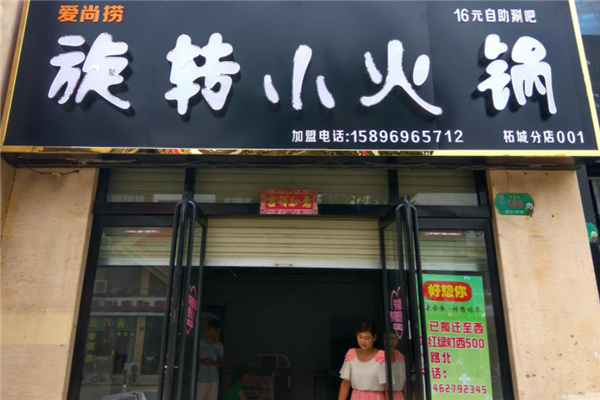 爱尚捞
16元自助涮吧
旋转小火锅
加盟电话:15896965712
柘城分店001
好想你
已搬迁至西
红绿灯西500
路北
话:
462792345